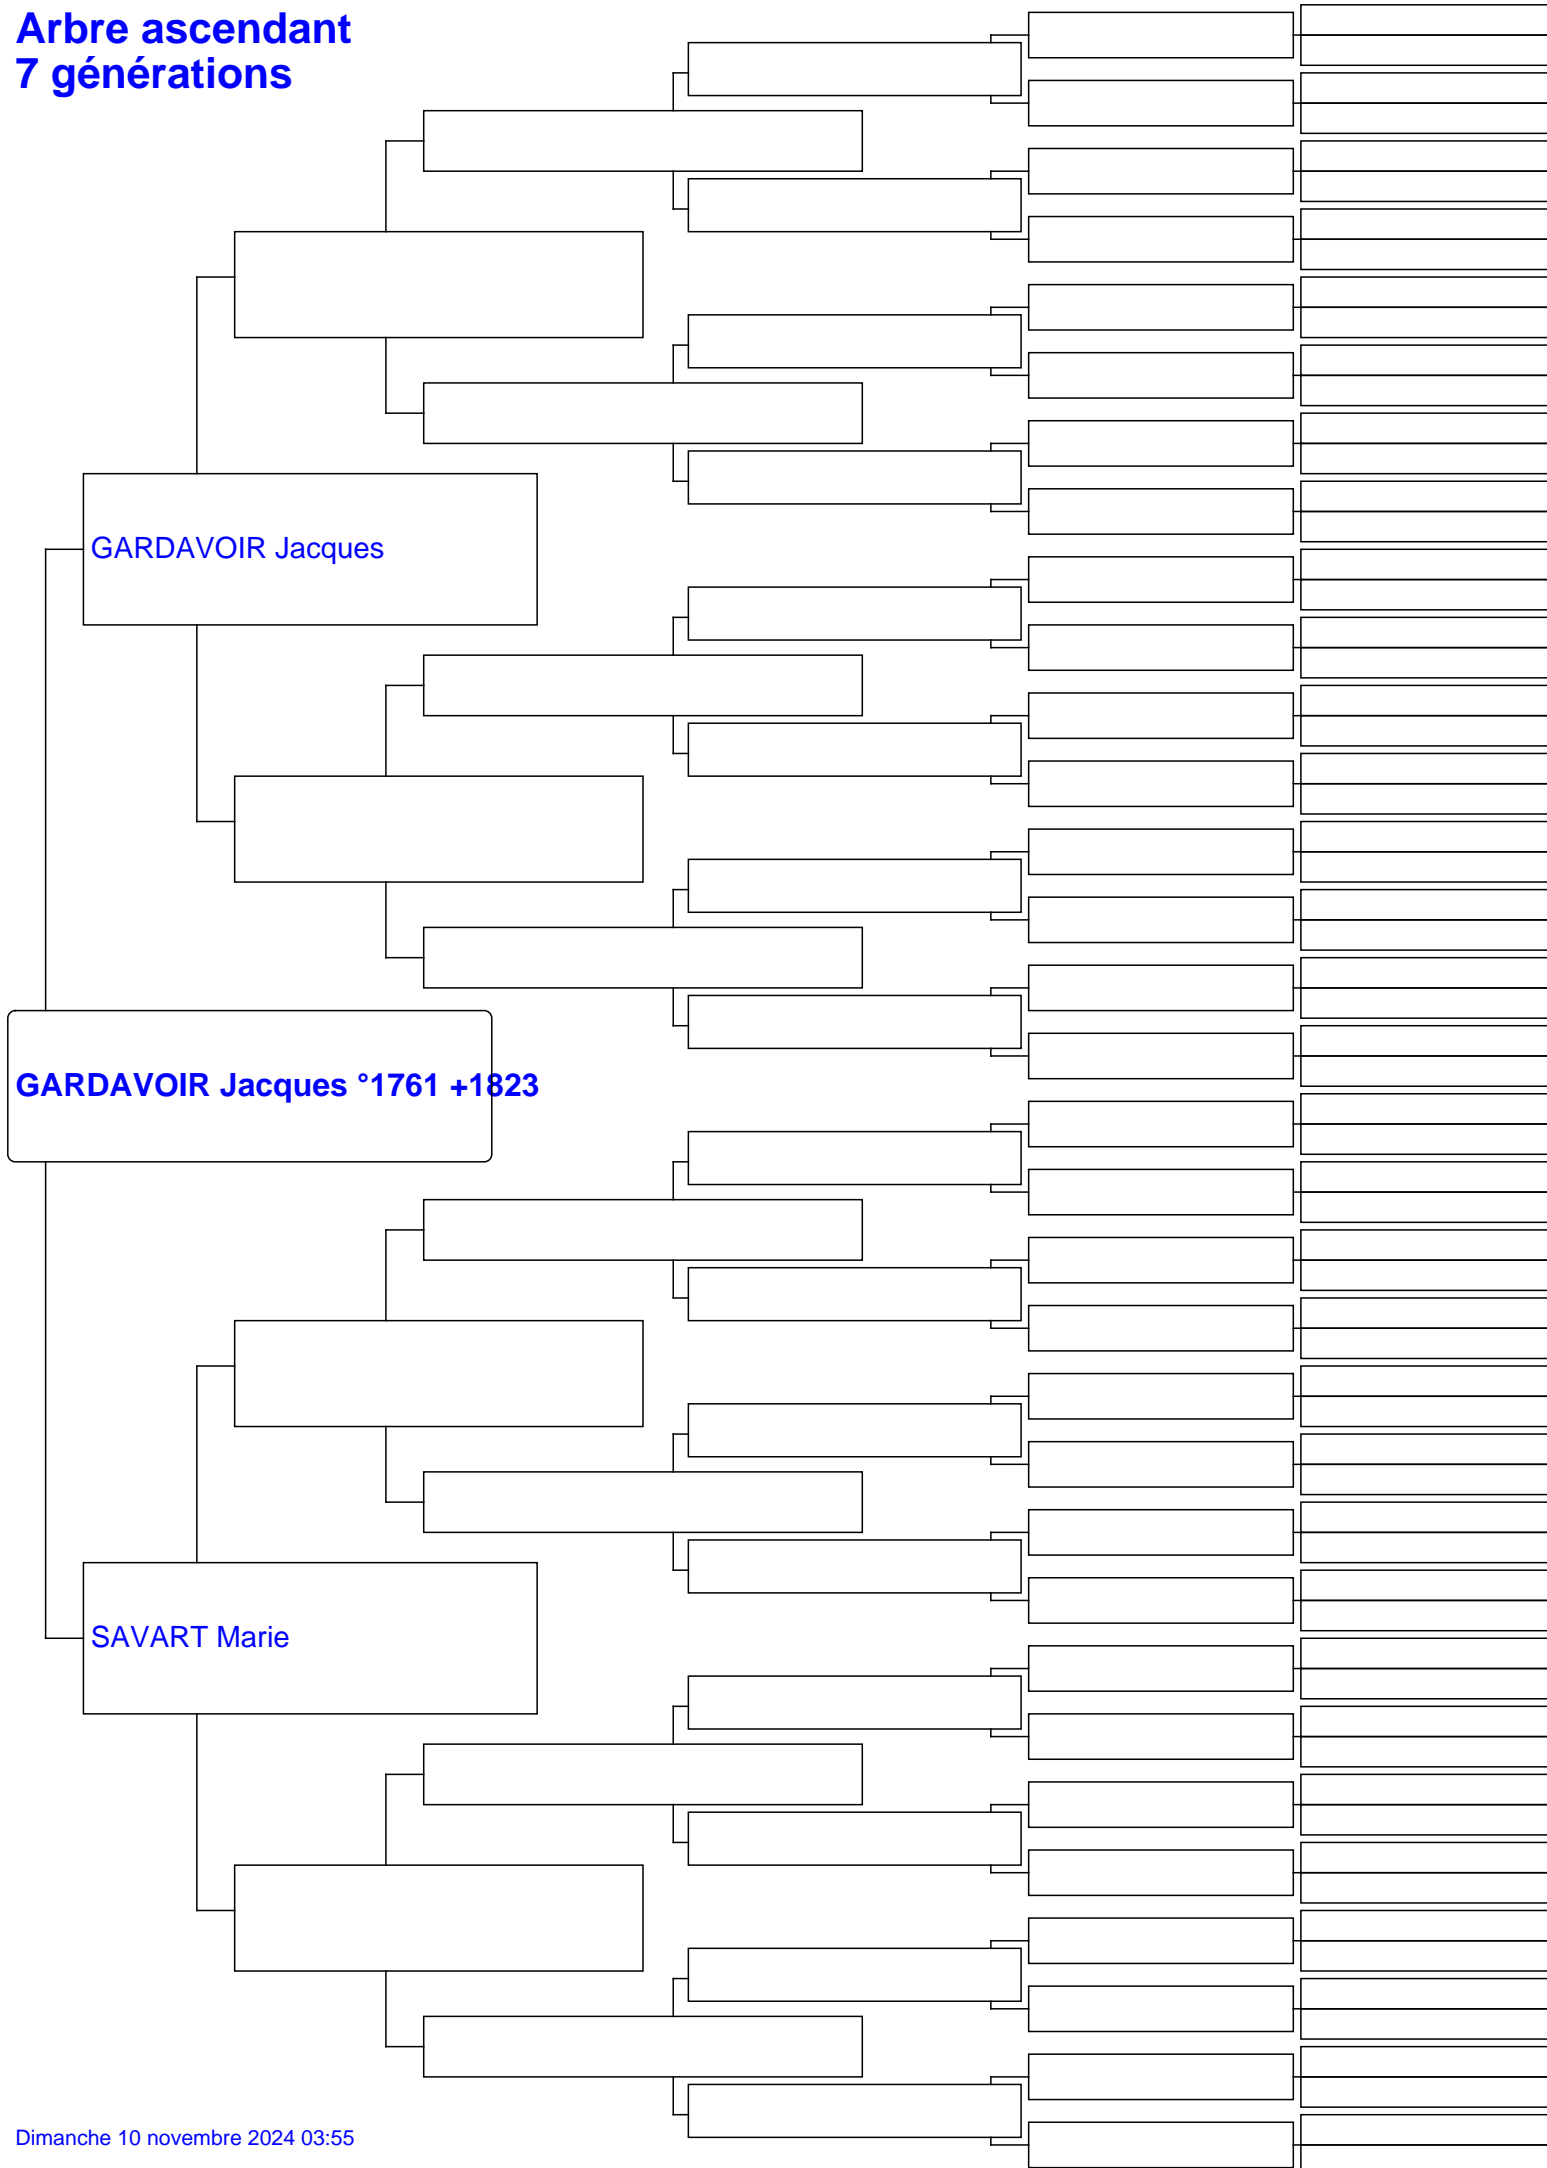 Arbre ascendant
7 générations
GARDAVOIR Jacques
GARDAVOIR Jacques °1761 +1823
SAVART Marie
Dimanche 10 novembre 2024 03:55